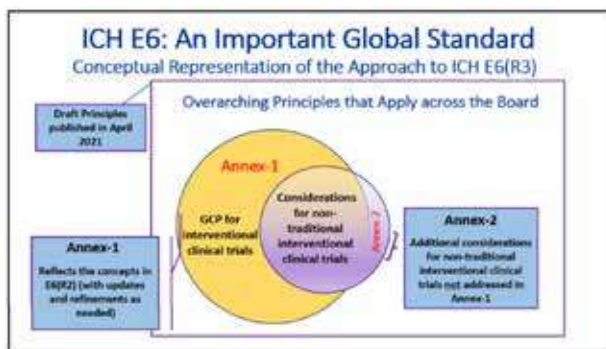 ICH E6: An Important Global Standard
Conceptual Representation of the Approach to ICH E6(R3)
Draft Principles
published in April
2021
Overarching Principles that Apply across the Board
Annex-1
GCP for
interventional
clinical trials
Considerations
for non-
traditional
interventional
clinical trials
Annex-2
Annex-1
Reflects the concepts in
E6(R2) (with updates
and refinements as
needed)
Annex-2
Additional considerations
for non-traditional
interventional clinical
trials not addressed in
Annex-1